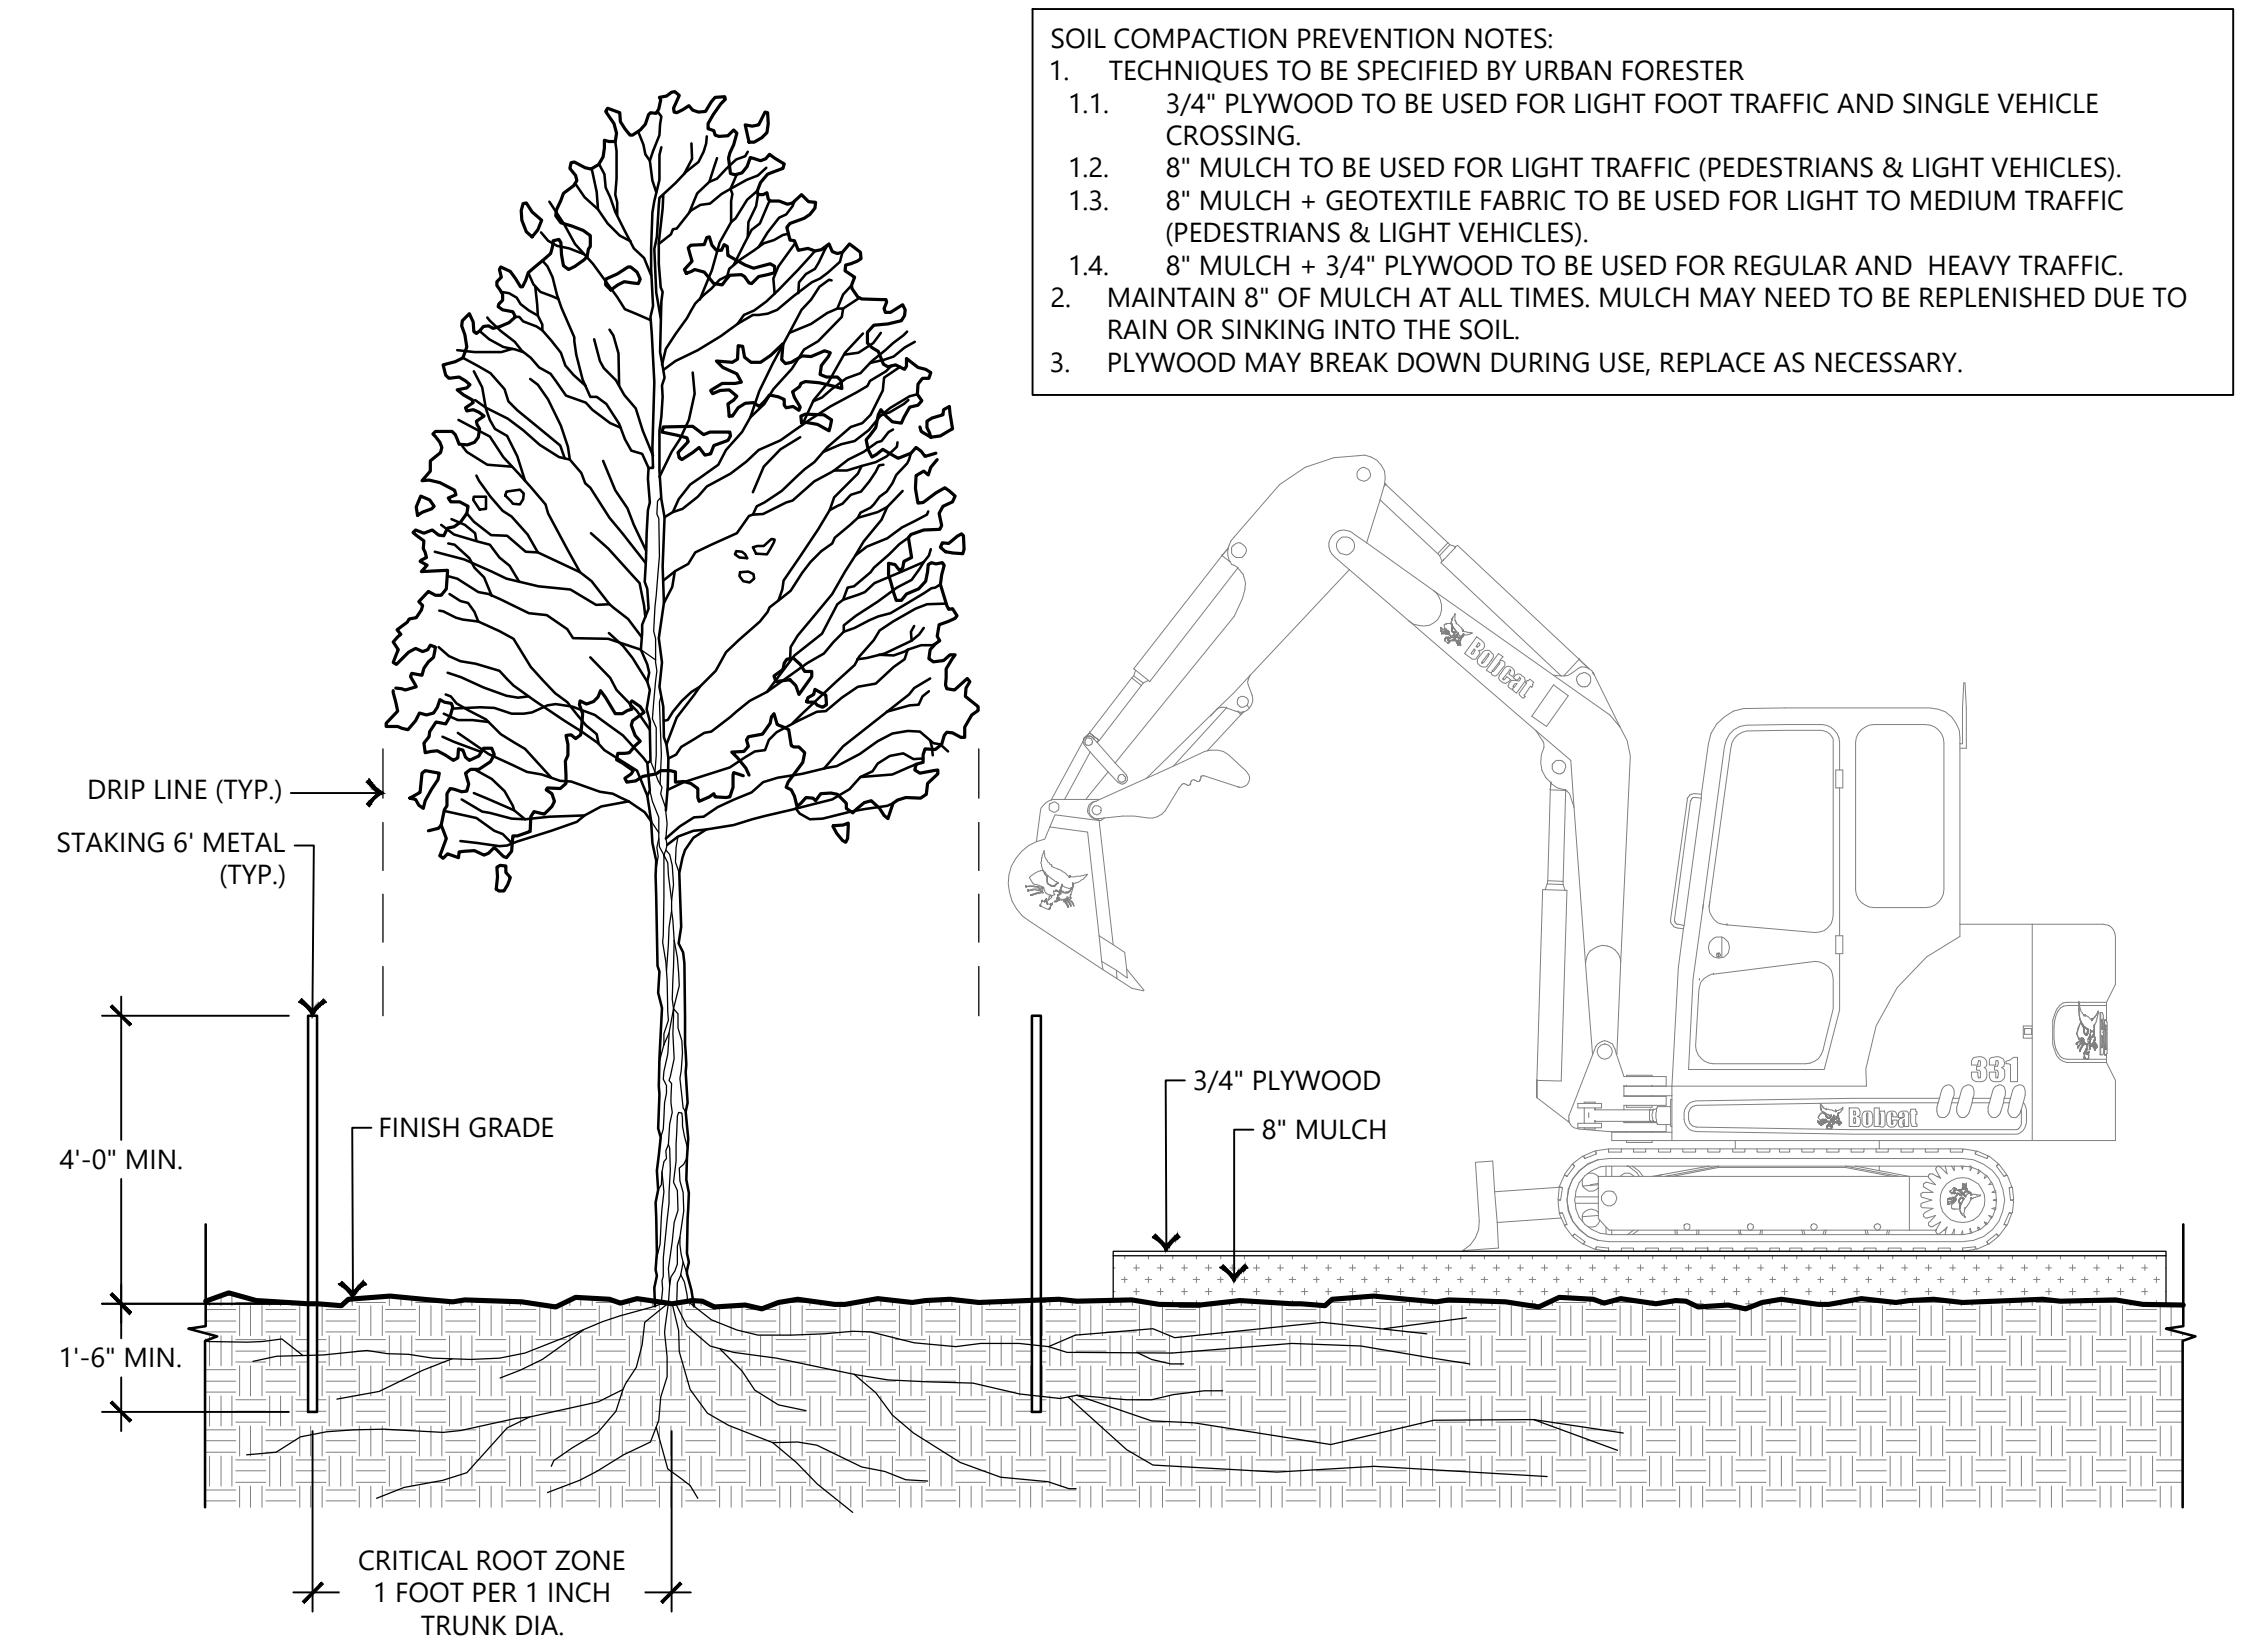 SOIL COMPACTION PREVENTION NOTES:
1. TECHNIQUES TO BE SPECIFIED BY URBAN FORESTER
1.1. 3/4" PLYWOOD TO BE USED FOR LIGHT FOOT TRAFFIC AND SINGLE VEHICLE
CROSSING.
1.2. 8" MULCH TO BE USED FOR LIGHT TRAFFIC (PEDESTRIANS & LIGHT VEHICLES).
1.3. 8" MULCH + GEOTEXTILE FABRIC TO BE USED FOR LIGHT TO MEDIUM TRAFFIC
(PEDESTRIANS & LIGHT VEHICLES).
1.4. 8" MULCH + 3/4" PLYWOOD TO BE USED FOR REGULAR AND HEAVY TRAFFIC.
2. MAINTAIN 8" OF MULCH AT ALL TIMES. MULCH MAY NEED TO BE REPLENISHED DUE TO
RAIN OR SINKING INTO THE SOIL.
3. PLYWOOD MAY BREAK DOWN DURING USE, REPLACE AS NECESSARY.
Bobcat
DRIP LINE (TYP.)
STAKING 6' METAL
(TYP.)
3/4" PLYWOOD
8" MULCH
331
Bobcat
FINISH GRADE
4'-0" MIN.
1'-6" MIN.
CRITICAL ROOT ZONE
1 FOOT PER 1 INCH
TRUNK DIA.